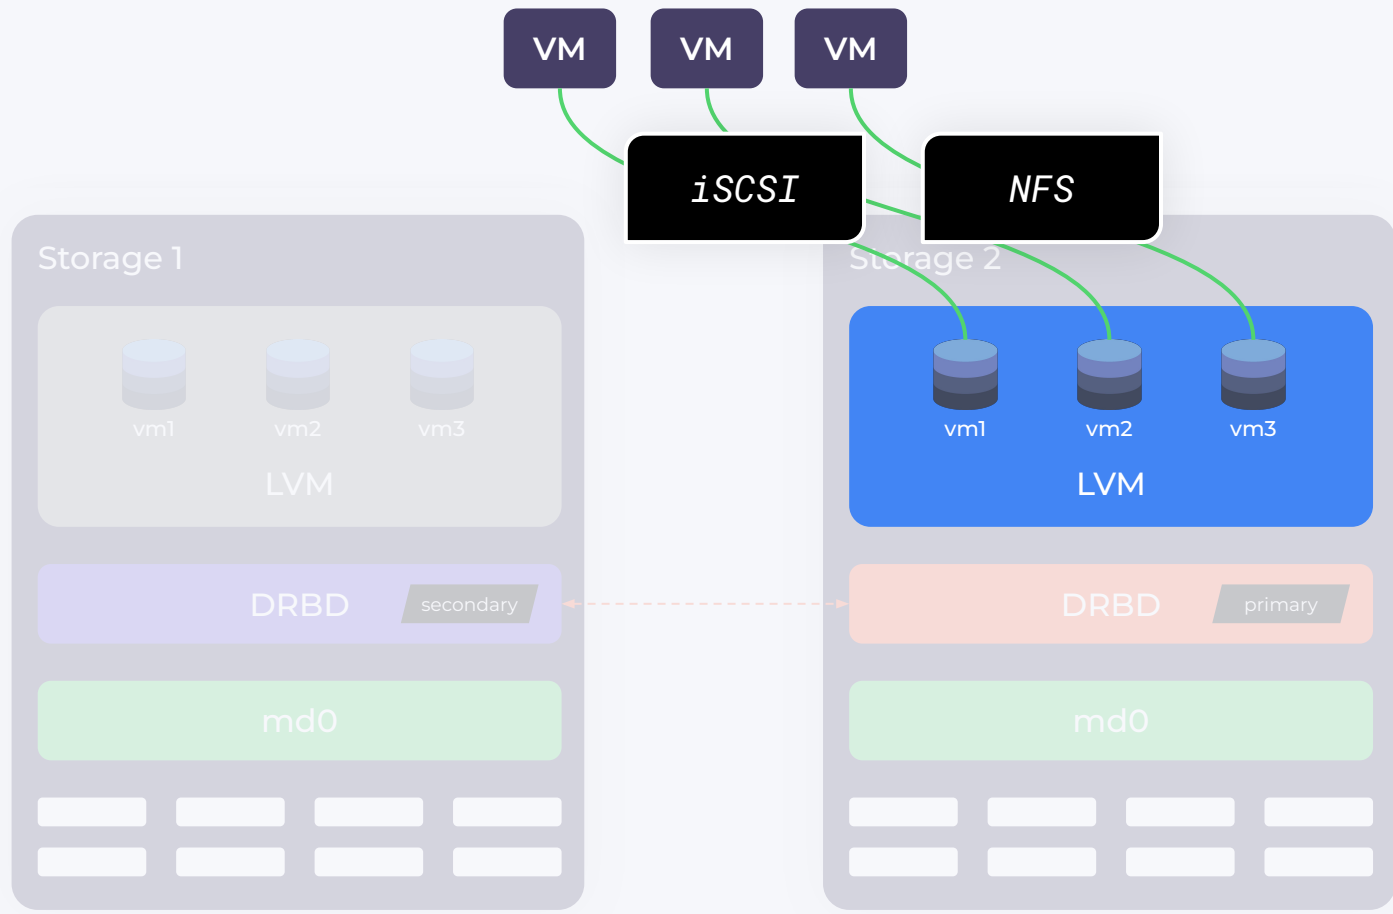 VM
VM
VM
iSCSI
NFS
Storage 1
vm1
vm2
vm3
LVM
DRBD
secondary
md0
Storage 2
vm1
vm2
vm3
LVM
DRBD
primary
md0